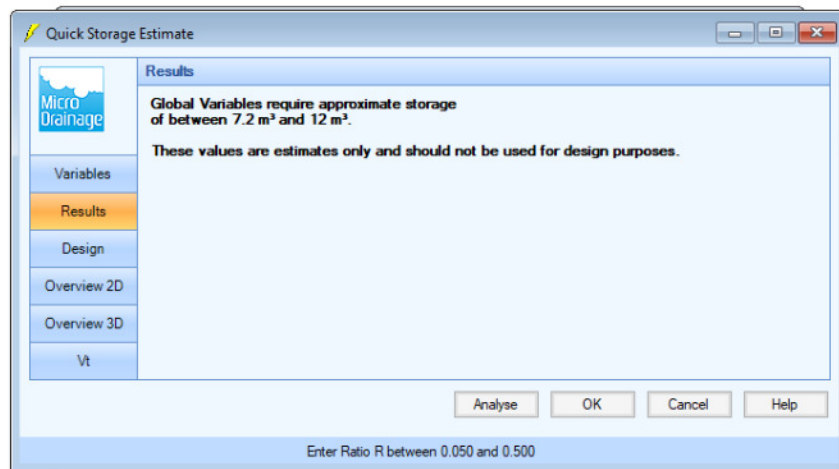 Quick Storage Estimate
Micro
Drainage
Variables
Results
Design
Overview 2D
Overview 3D
Vt
Results
Global Variables require approximate storage
of between 7.2 m³ and 12 m³.
These values are estimates only and should not be used for design purposes.
Analyse
OK
Cancel
Help
Enter Ratio R between 0.050 and 0.500